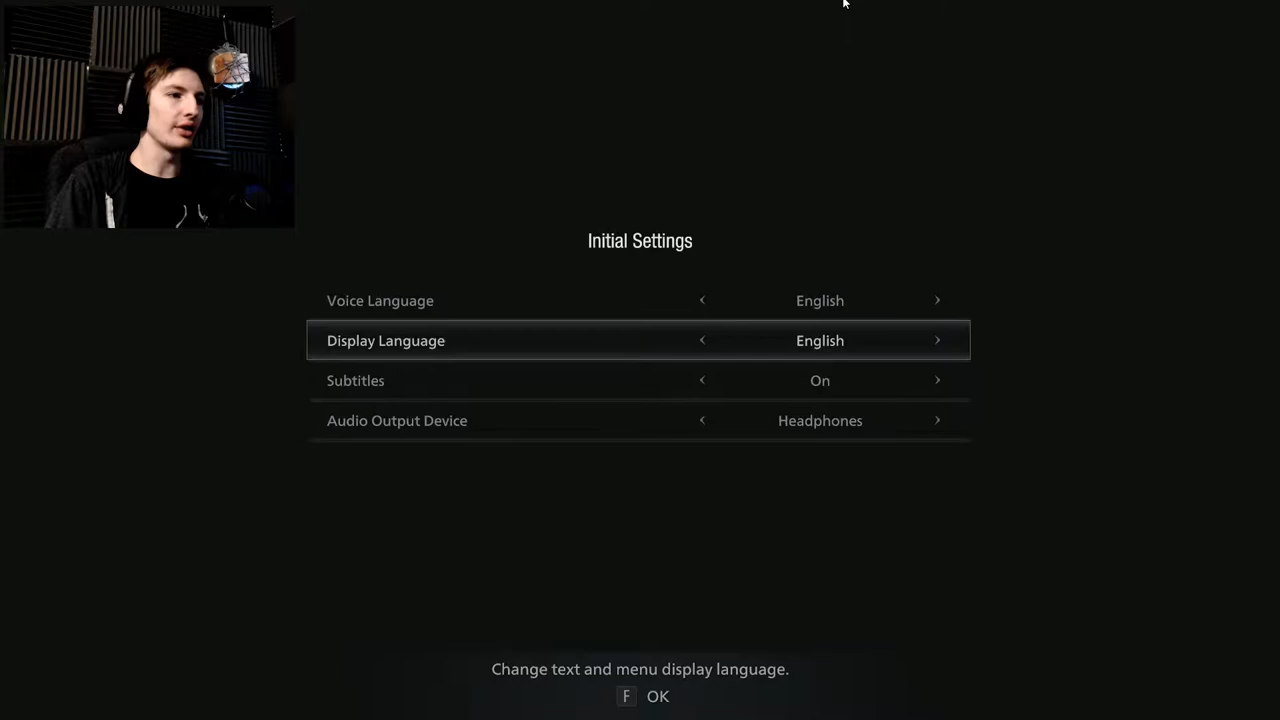 Initial Settings
Voice Language < English >
Display Language < English >
Subtitles < On >
Audio Output Device < Headphones >
Change text and menu display language.
F OK